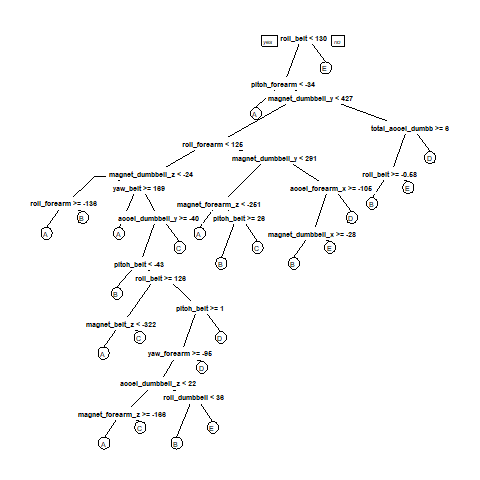 yes roll_belt < 130 no
E
pitch_forearm < -34
A magnet_dumbbell_y < 427
total_accel_dumb >= 6
roll_forearm < 125
magnet_dumbbell_y < 291 D
magnet_dumbbell_z < -24 roll_belt >= -0.58
yaw_belt >= 169 accel_forearm_x >= -105 E
roll_forearm >= -136 magnet_forearm_z < -251 B
B accel_dumbbell_y >= -40 pitch_belt >= 26 D
A A A magnet_dumbbell_x >= -28
C C E
pitch_belt < -43 B B
roll_belt >= 126
B
pitch_belt >= 1
magnet_belt_z < -322
C D
A yaw_forearm >= -95
D
accel_dumbbell_z < 22
roll_dumbbell < 36
magnet_forearm_z >= -166
C E
A B